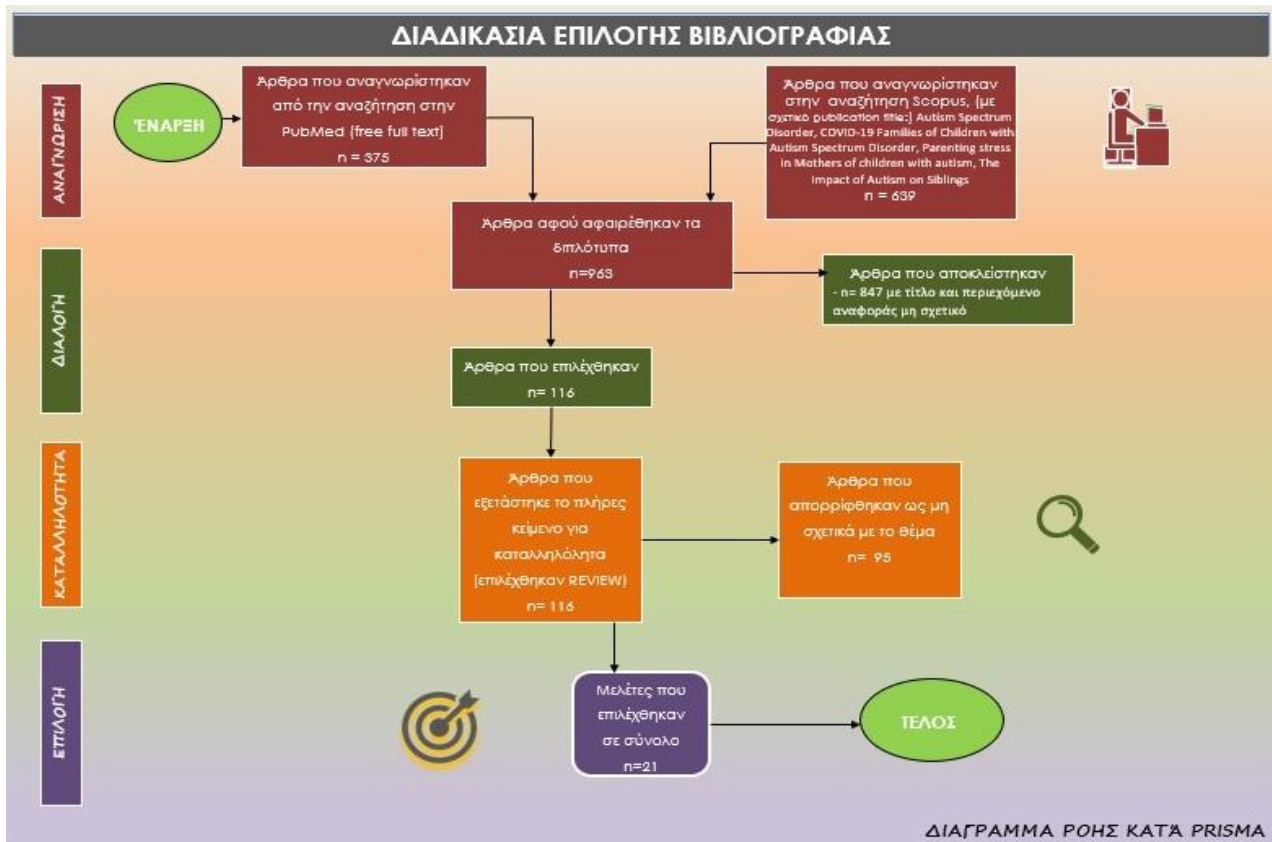 ΔΙΑΔΙΚΑΣΙΑ ΕΠΙΛΟΓΗΣ ΒΙΒΛΙΟΓΡΑΦΙΑΣ
ΑΝΑΓΝΩΡΙΣΗ
ΈΝΑΡΞΗ
Άρθρα που αναγνωρίστηκαν
από την αναζήτηση στην
PubMed (free full text)
n = 375
Άρθρα που αναγνωρίστηκαν
στην αναζήτηση Scopus, (με
σχετικό publication title:) Autism Spectrum
Disorder, COVID-19 Families of Children with
Autism Spectrum Disorder, Parenting stress
in Mothers of children with autism, The
Impact of Autism on Siblings
n = 639
Άρθρα αφού αφαιρέθηκαν τα
διπλότυπα
n=963
ΔΙΑΛΟΓΗ
Άρθρα που αποκλείστηκαν
- n= 847 με τίτλο και περιεχόμενο
αναφοράς μη σχετικό
Άρθρα που επιλέχθηκαν
n= 116
ΚΑΤΑΛΛΗΛΟΤΗΤΑ
Άρθρα που
εξετάστηκε το πλήρες
κείμενο για
καταλληλόλητα
(επιλέχθηκαν REVIEW)
n= 116
Άρθρα που
απορρίφθηκαν ως μη
σχετικά με το θέμα
n= 95
ΕΠΙΛΟΓΗ
Μελέτες που
επιλέχθηκαν
σε σύνολο
n=21
ΤΕΛΟΣ
ΔΙΑΓΡΑΜΜΑ ΡΟΗΣ ΚΑΤΆ PRISMA